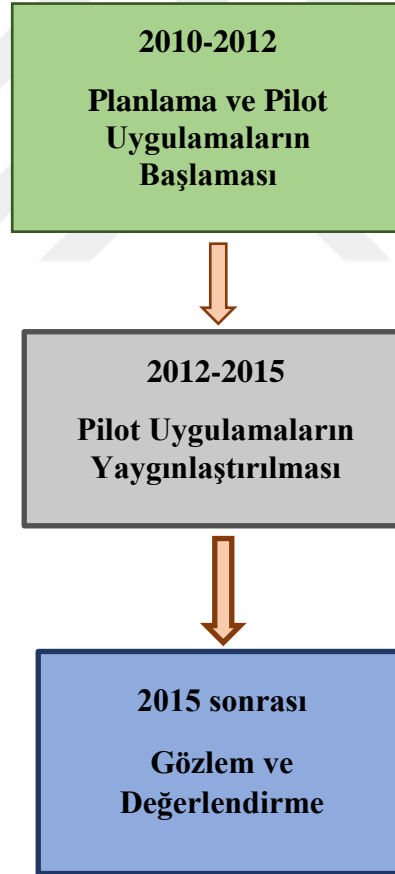 2010-2012
Planlama ve Pilot
Uygulamaların
Başlaması
2012-2015
Pilot Uygulamaların
Yaygınlaştırılması
2015 sonrası
Gözlem ve
Değerlendirme